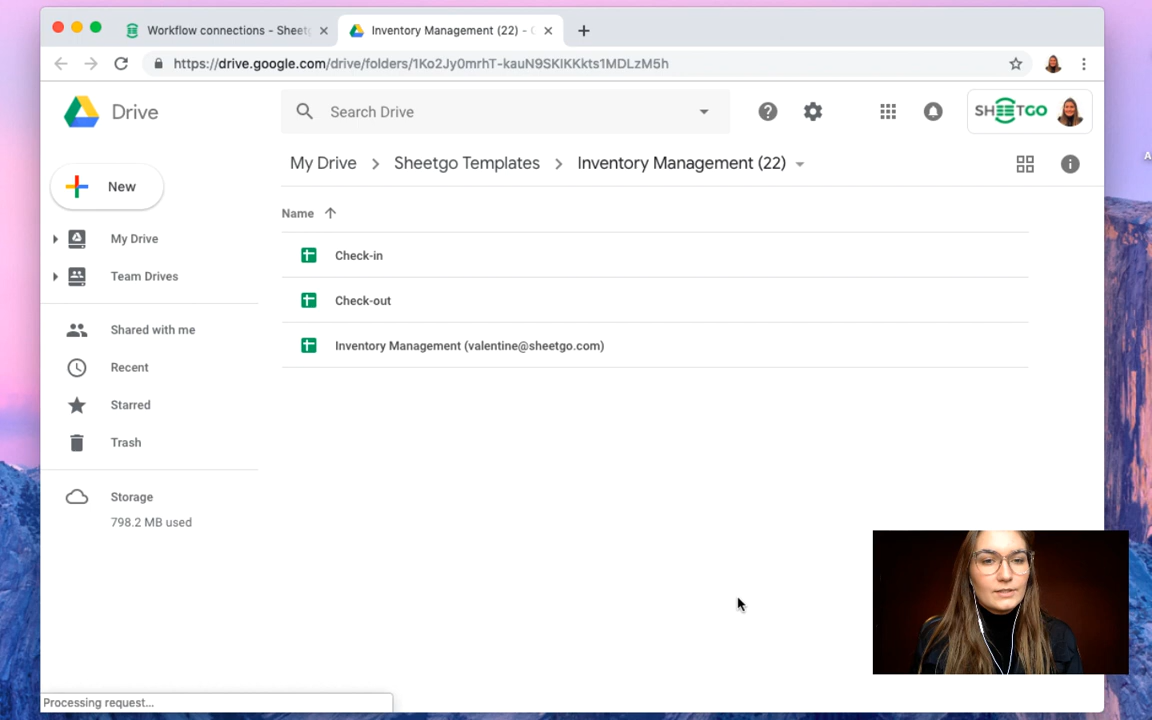 Workflow connections - Sheetg
Inventory Management (22) - G
https://drive.google.com/drive/folders/1Ko2Jy0mrhT-kauN9SKIKKkts1MDLzM5h
Drive
Search Drive
SHEETGO
New
My Drive > Sheetgo Templates > Inventory Management (22)
Name
My Drive
Team Drives
Shared with me
Recent
Starred
Trash
Storage
798.2 MB used
Check-in
Check-out
Inventory Management (valentine@sheetgo.com)
Processing request...
A